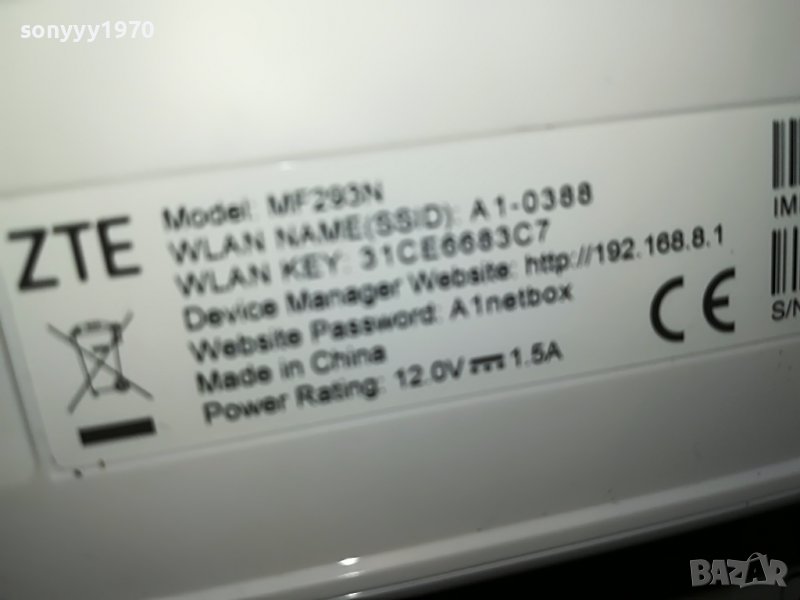 sonyyy1970
ZTE
Model: MF293N
WLAN NAME(SSID): A1-0388
WLAN KEY: 31CE6683C7
Device Manager Website: http://192.168.8.1
Website Password: A1netbox
Made in China
Power Rating: 12.0V 1.5A
CE
IM
S/N
BAZAR